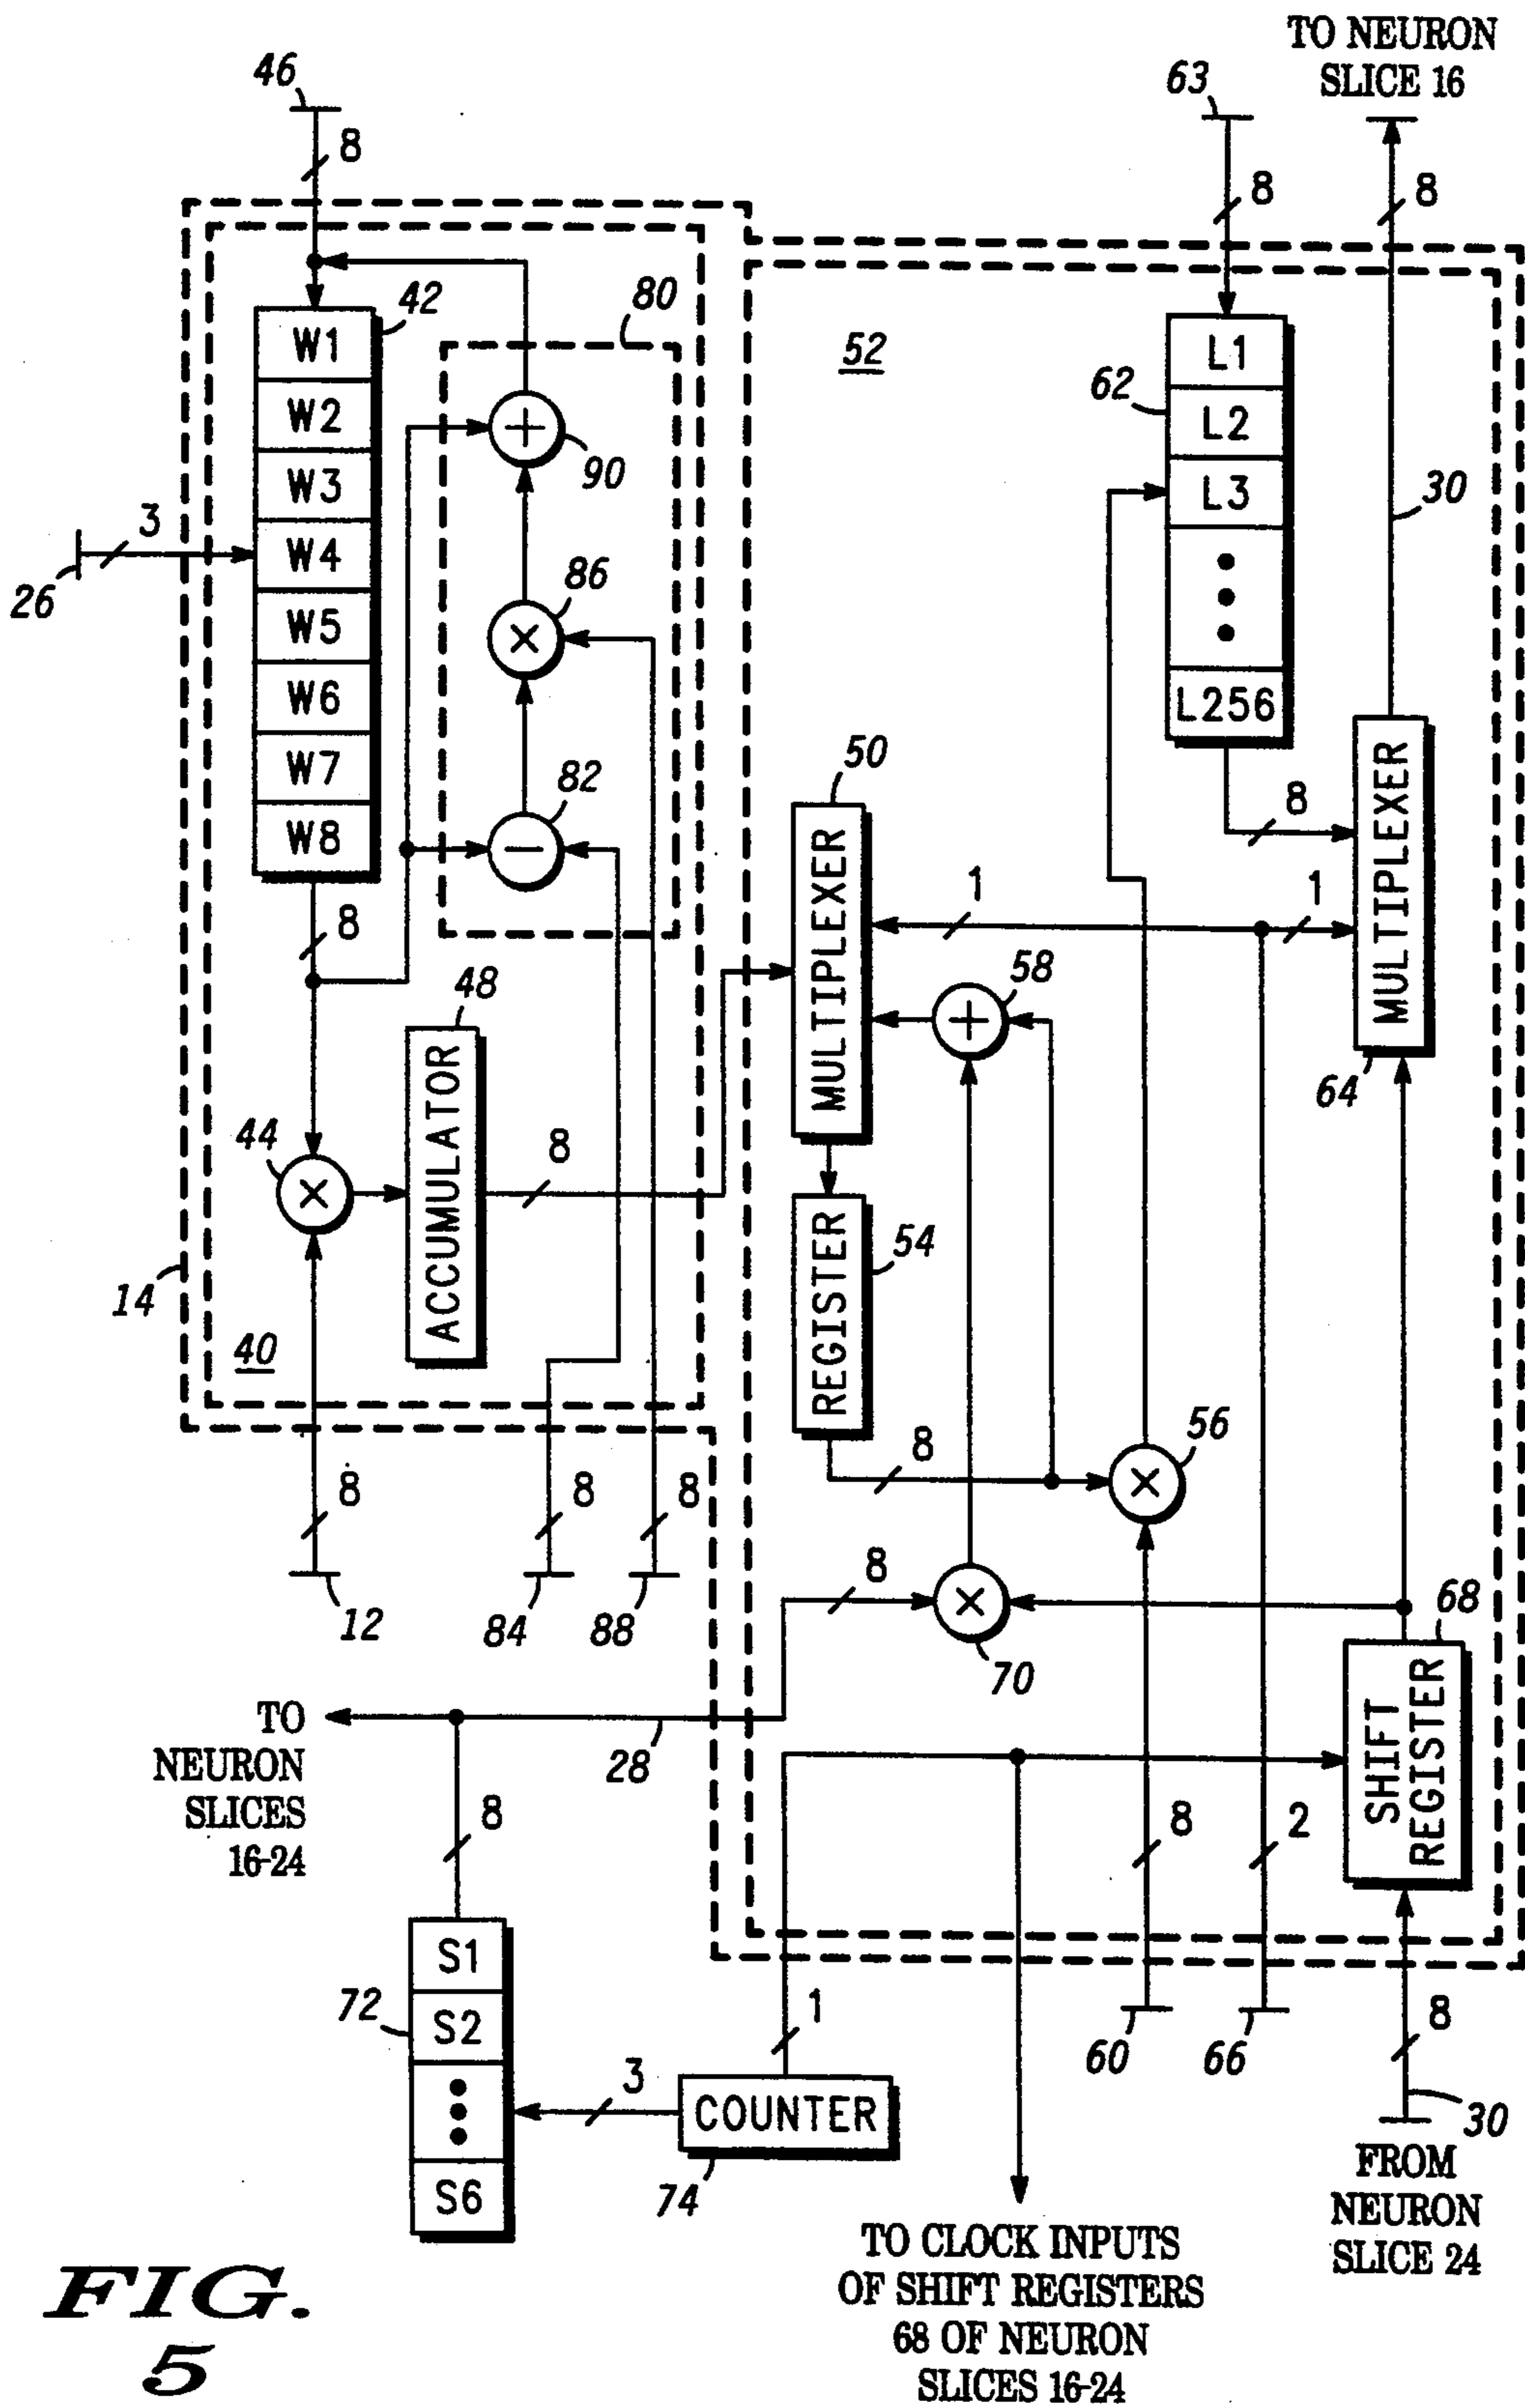 TO NEURON
SLICE 16
46
63
8
8
8
42
80
52
W1
W2
W3
W4
W5
W6
W7
W8
+
90
62
L1
L2
L3
L256
30
3
26
×
86
50
82
−
8
8
MULTIPLEXER
MULTIPLEXER
1
1
8
48
58
+
64
44
×
ACCUMULATOR
8
REGISTER
54
14
40
8
56
×
8
8
8
12
84
88
8
×
70
68
SHIFT
REGISTER
TO
NEURON
SLICES
16-24
28
8
8
2
72
S1
S2
S6
3
1
COUNTER
74
60
66
8
30
FROM
NEURON
SLICE 24
TO CLOCK INPUTS
OF SHIFT REGISTERS
68 OF NEURON
SLICES 16-24
FIG.
5